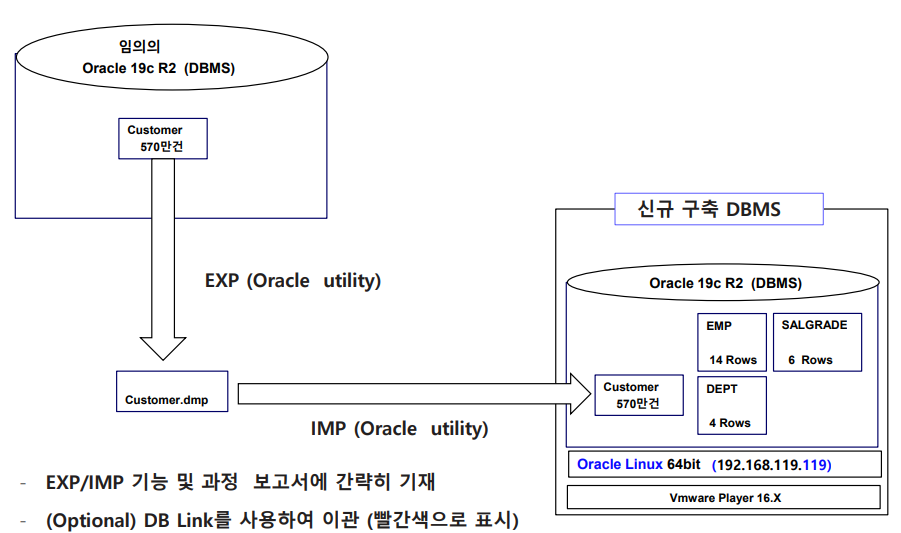 임의의
Oracle 19c R2 (DBMS)
Customer
570만건
EXP (Oracle utility)
Customer.dmp
IMP (Oracle utility)
신규 구축 DBMS
Oracle 19c R2 (DBMS)
EMP
14 Rows
SALGRADE
6 Rows
Customer
570만건
DEPT
4 Rows
Oracle Linux 64bit (192.168.119.119)
Vmware Player 16.X
- EXP/IMP 기능 및 과정 보고서에 간략히 기재
- (Optional) DB Link를 사용하여 이관 (빨간색으로 표시)